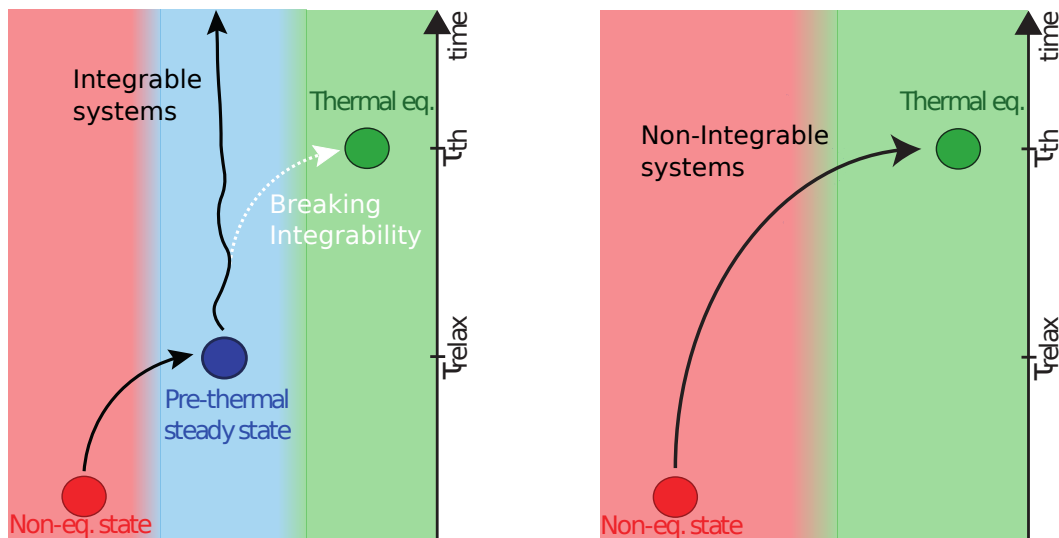 Integrable
systems
Thermal eq.
Breaking
Integrability
Pre-thermal
steady state
Non-eq. state
time
τth
τrelax
Non-Integrable
systems
Thermal eq.
Non-eq. state
time
τth
τrelax